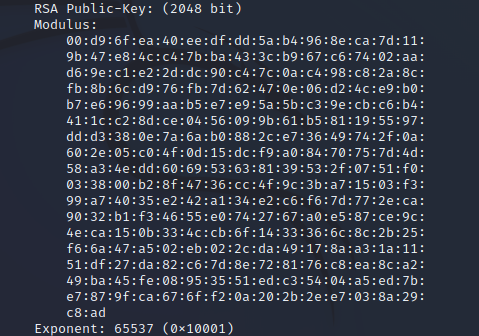 RSA Public-Key: (2048 bit)
Modulus:
00:d9:6f:ea:40:ee:df:dd:5a:b4:96:8e:ca:7d:11:
9b:47:e8:4c:c4:7b:ba:43:3c:b9:67:c6:74:02:aa:
d6:9e:c1:e2:2d:dc:90:c4:7c:0a:c4:98:c8:2a:8c:
fb:8b:6c:d9:76:fb:7d:62:47:0e:06:d2:4c:e9:b0:
b7:e6:96:99:aa:b5:e7:e9:5a:5b:c3:9e:cb:c6:b4:
41:1c:c2:8d:ce:04:56:09:9b:61:b5:81:19:55:97:
dd:d3:38:0e:7a:6a:b0:88:2c:e7:36:49:74:2f:0a:
60:2e:05:c0:4f:0d:15:dc:f9:a0:84:70:75:7d:4d:
58:a3:4e:dd:60:69:53:63:81:39:53:2f:07:51:f0:
03:38:00:b2:8f:47:36:cc:4f:9c:3b:a7:15:03:f3:
99:a7:40:35:e2:42:a1:34:e2:c6:f6:7d:77:2e:ca:
90:32:b1:f3:46:55:e0:74:27:67:a0:e5:87:ce:9c:
4e:ca:15:0b:33:4c:cb:6f:14:33:36:6c:8c:2b:25:
f6:6a:47:a5:02:eb:02:2c:da:49:17:8a:a3:1a:11:
51:df:27:da:82:c6:7d:8e:72:81:76:c8:ea:8c:a2:
49:ba:45:fe:08:95:35:51:ed:c3:54:04:a5:ed:7b:
e7:87:9f:ca:67:6f:f2:0a:20:2b:2e:e7:03:8a:29:
c8:ad
Exponent: 65537 (0×10001)